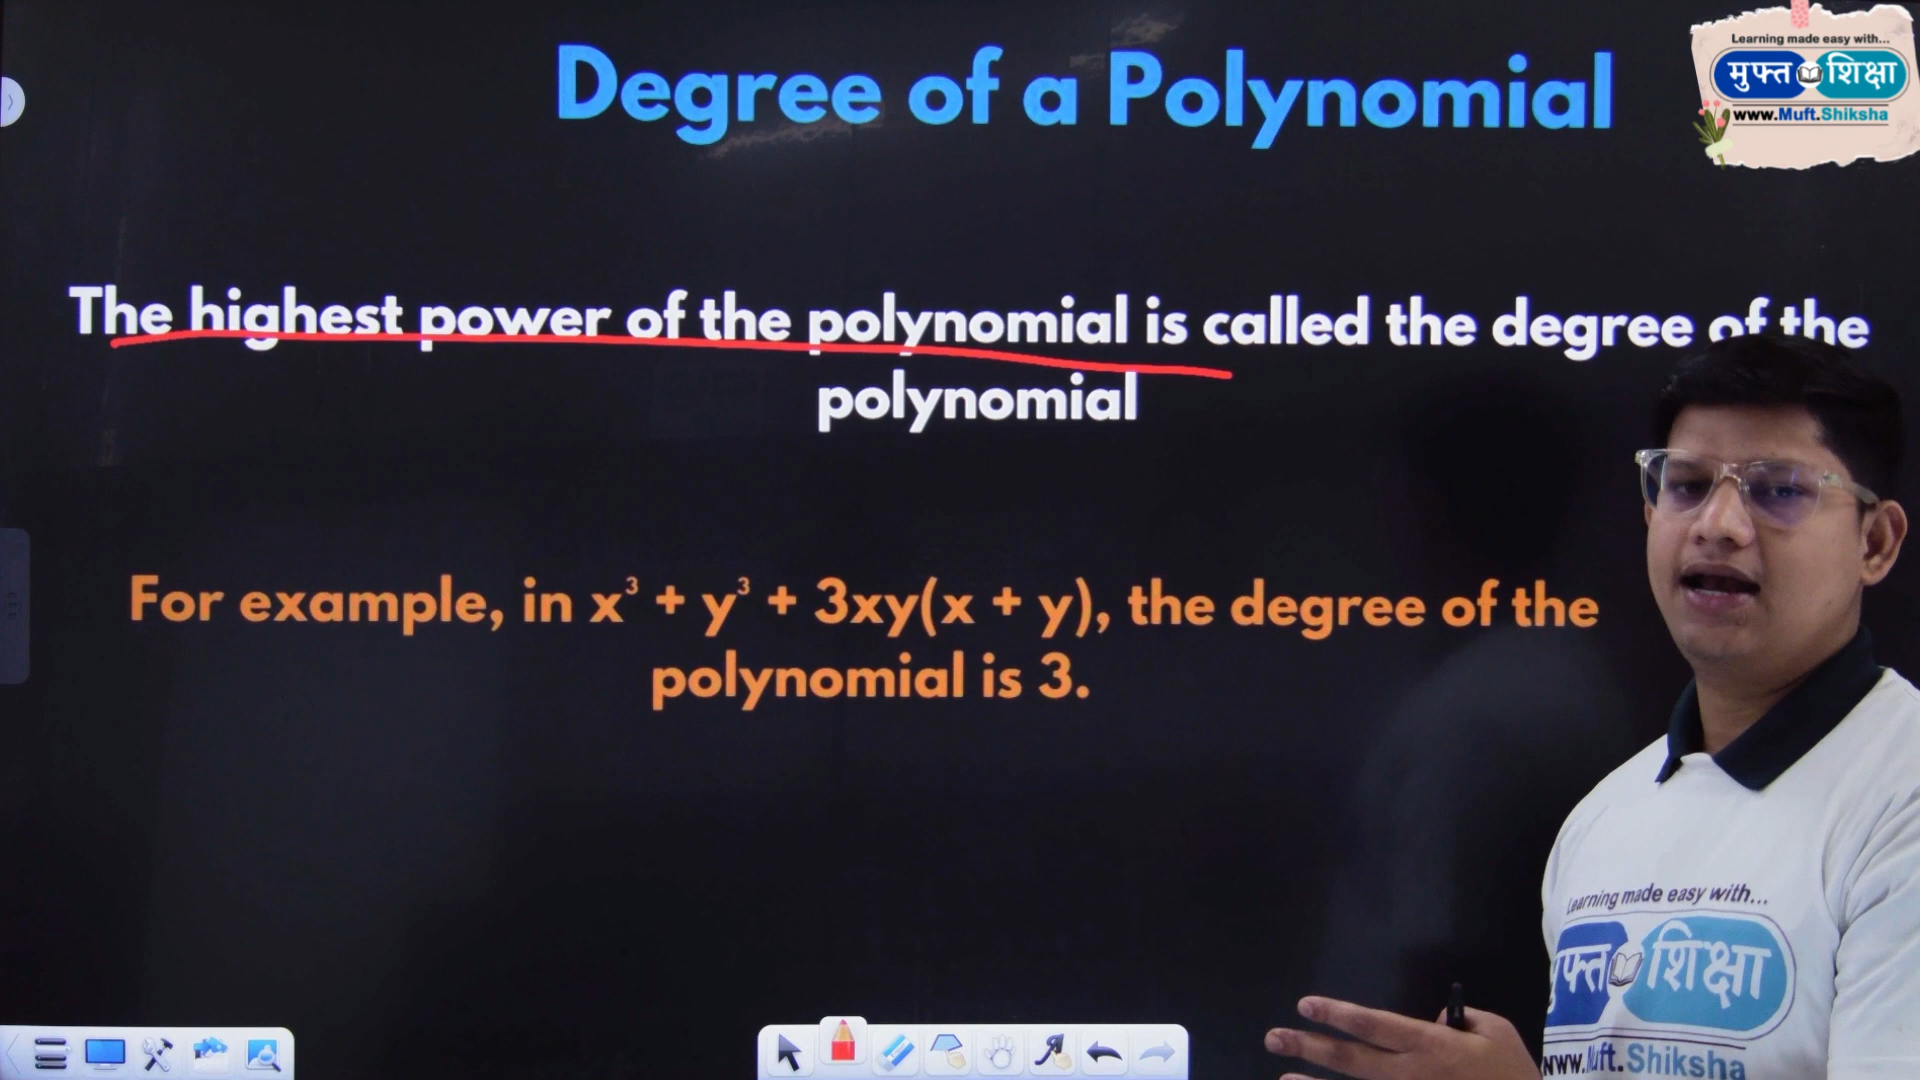 Degree of a Polynomial
Learning made easy with...
मुफ्त शिक्षा
www.Muft.Shiksha
The highest power of the polynomial is called the degree of the
polynomial
For example, in x³ + y³ + 3xy(x + y), the degree of the
polynomial is 3.
Learning made easy with...
मुफ्त शिक्षा
www.Muft.Shiksha